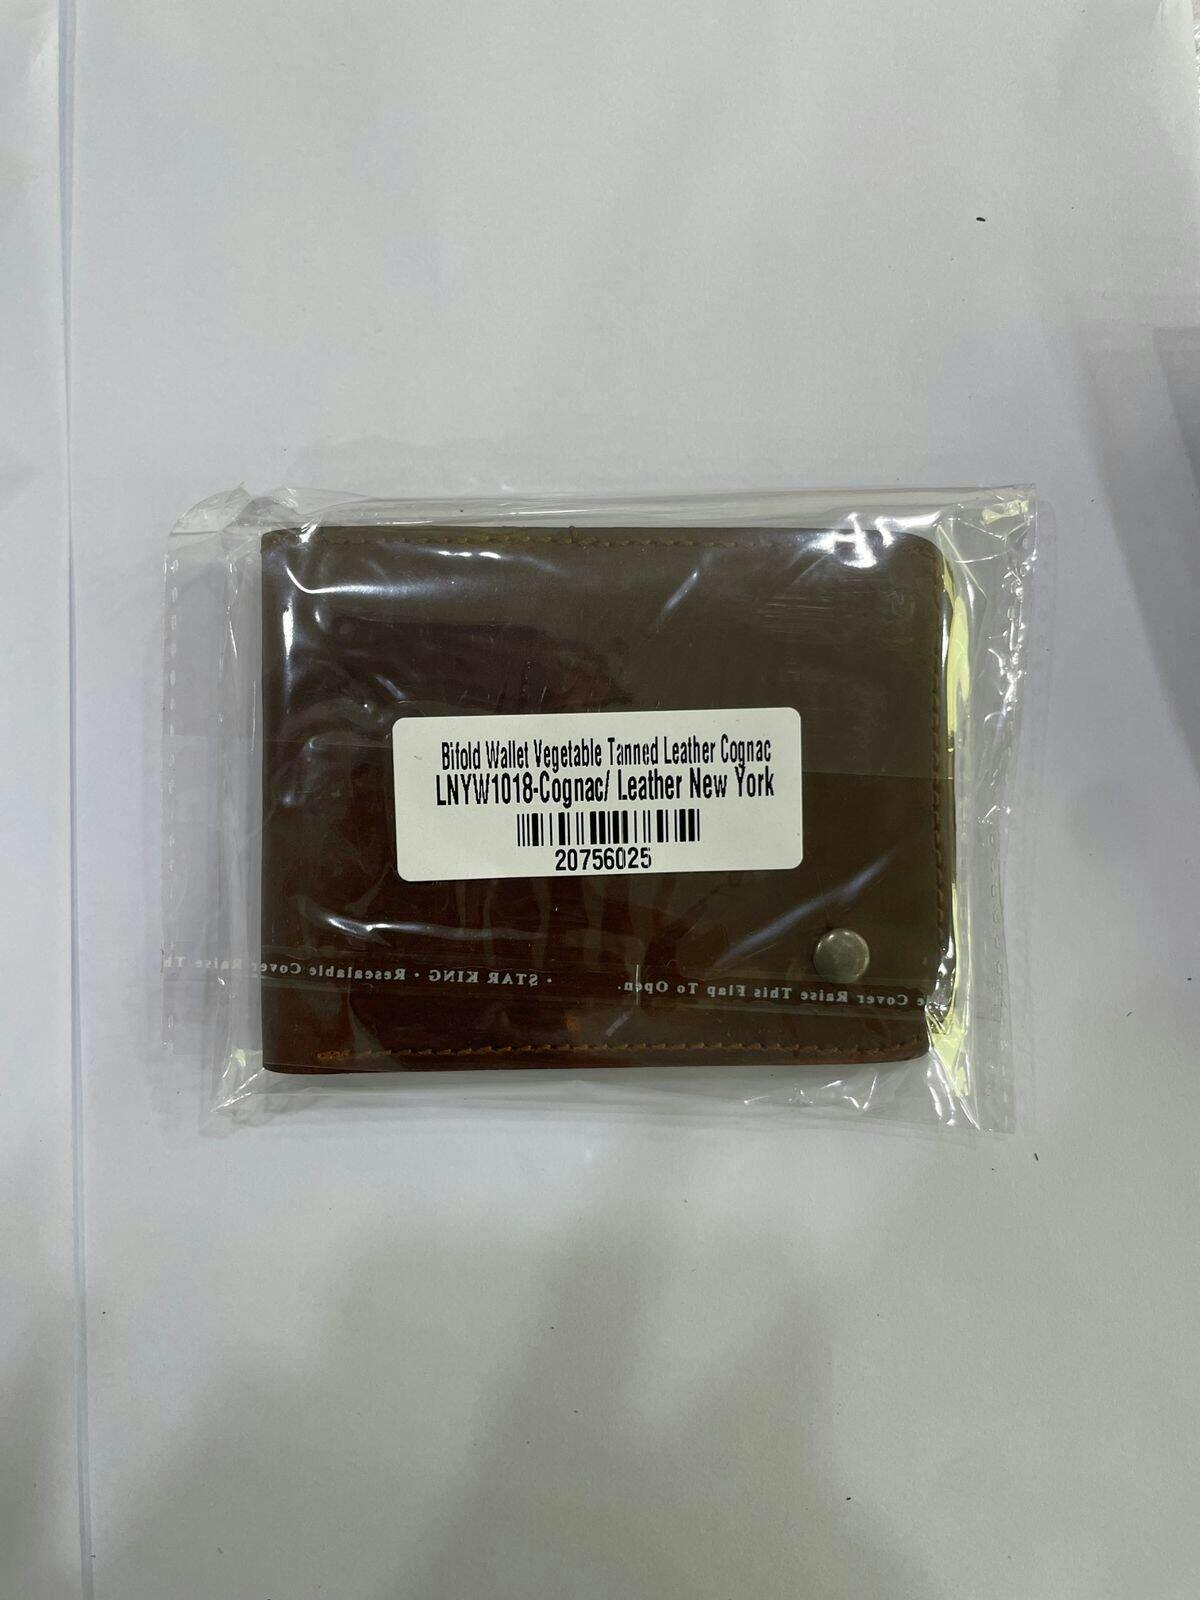 Bifold Wallet Vegetable Tanned Leather Cognac
LNYW1018-Cognac/ Leather New York
20756025
• STAR KING • Resealable Cover Raise Th
e Cover Raise This Flap To Open.